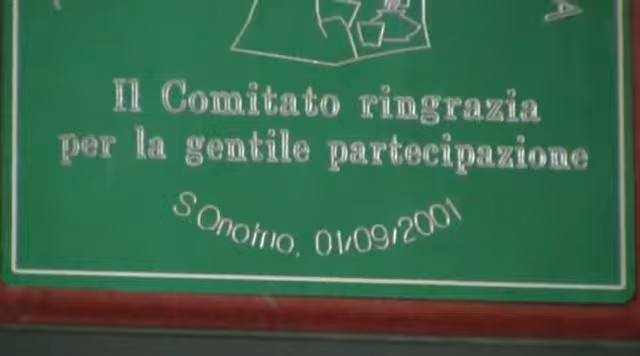 Il Comitato ringrazia
per la gentile partecipazione
S.Onofrio, 01/09/2001